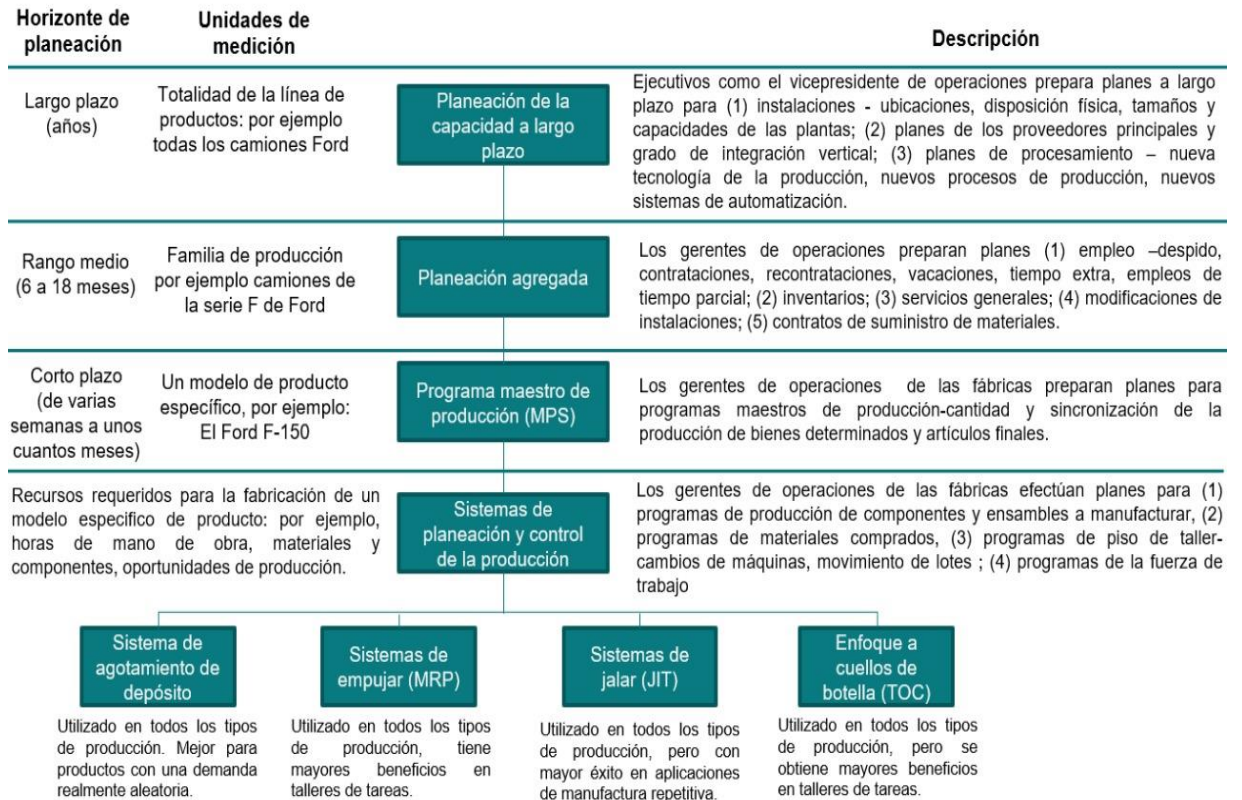 Horizonte de
planeación
Unidades de
medición
Descripción
Largo plazo
(años)
Totalidad de la línea de
productos: por ejemplo
todas los camiones Ford
Planeación de la
capacidad a largo
plazo
Ejecutivos como el vicepresidente de operaciones prepara planes a largo
plazo para (1) instalaciones - ubicaciones, disposición física, tamaños y
capacidades de las plantas; (2) planes de los proveedores principales y
grado de integración vertical; (3) planes de procesamiento – nueva
tecnología de la producción, nuevos procesos de producción, nuevos
sistemas de automatización.
Rango medio
(6 a 18 meses)
Familia de producción
por ejemplo camiones de
la serie F de Ford
Planeación agregada
Los gerentes de operaciones preparan planes (1) empleo –despido,
contrataciones, recontrataciones, vacaciones, tiempo extra, empleos de
tiempo parcial; (2) inventarios; (3) servicios generales; (4) modificaciones de
instalaciones; (5) contratos de suministro de materiales.
Corto plazo
(de varias
semanas a unos
cuantos meses)
Un modelo de producto
específico, por ejemplo:
El Ford F-150
Programa maestro de
producción (MPS)
Los gerentes de operaciones de las fábricas preparan planes para
programas maestros de producción-cantidad y sincronización de la
producción de bienes determinados y artículos finales.
Recursos requeridos para la fabricación de un
modelo especifico de producto: por ejemplo,
horas de mano de obra, materiales y
componentes, oportunidades de producción.
Sistemas de
planeación y control
de la producción
Los gerentes de operaciones de las fábricas efectúan planes para (1)
programas de producción de componentes y ensambles a manufacturar, (2)
programas de materiales comprados, (3) programas de piso de taller-
cambios de máquinas, movimiento de lotes ; (4) programas de la fuerza de
trabajo
Sistema de
agotamiento de
depósito
Utilizado en todos los tipos
de producción. Mejor para
productos con una demanda
realmente aleatoria.
Sistemas de
empujar (MRP)
Utilizado en todos los tipos
de producción, tiene
mayores beneficios en
talleres de tareas.
Sistemas de
jalar (JIT)
Utilizado en todos los tipos
de producción, pero con
mayor éxito en aplicaciones
de manufactura repetitiva.
Enfoque a
cuellos de
botella (TOC)
Utilizado en todos los tipos
de producción, pero se
obtiene mayores beneficios
en talleres de tareas.